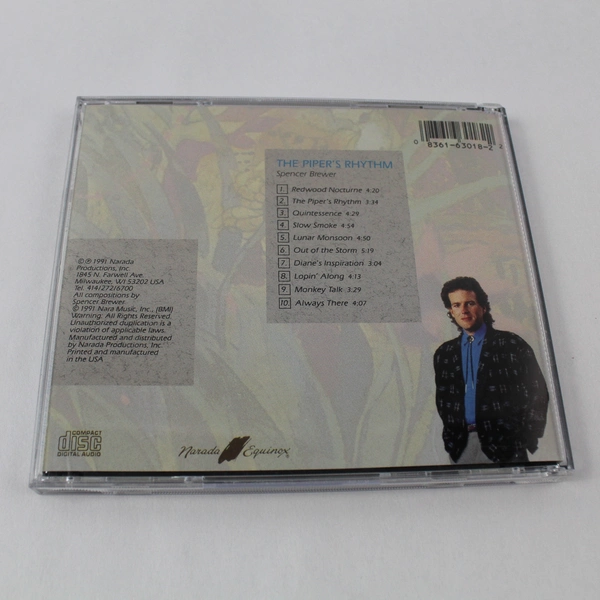 0 8361-63018-2 2
THE PIPER'S RHYTHM
Spencer Brewer
1. Redwood Nocturne 4:20
2. The Piper's Rhythm 3:34
3. Quintessence 4:29
4. Slow Smoke 4:54
5. Lunar Monsoon 4:50
6. Out of the Storm 5:19
7. Diane's Inspiration 3:04
8. Lopin' Along 4:13
9. Monkey Talk 3:29
10. Always There 4:07
©℗ 1991 Narada
Productions, Inc.
1845 N. Farwell Ave.
Milwaukee, WI 53202 USA
Tel. 414/272/6700
All compositions by
Spencer Brewer
© 1991 Nara Music, Inc., (BMI)
Warning: All Rights Reserved.
Unauthorized duplication is a
violation of applicable laws.
Manufactured and distributed
by Narada Productions, Inc.
Printed and manufactured
in the USA
COMPACT
disc
DIGITAL AUDIO
Narada Equinox